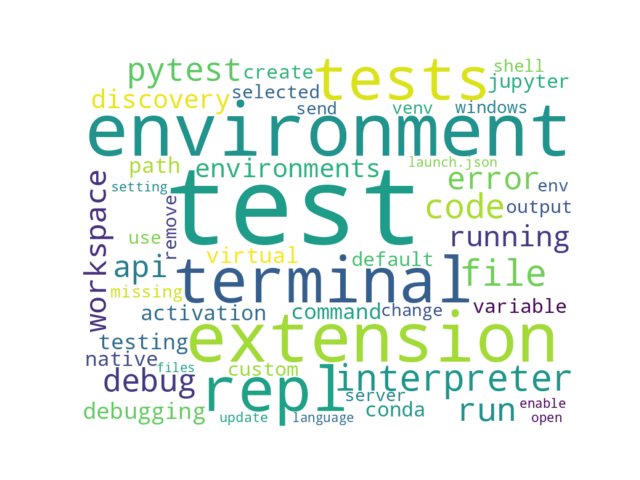 pytest create tests shell
jupyter
discovery selected
send venv windows
environment
path environments launch.json
setting test error env
workspace remove code output
use virtual default running
api terminal file
missing
activation command change variable
testing extension
native files
debug repl custom interpreter
server
debugging update language conda run enable
open